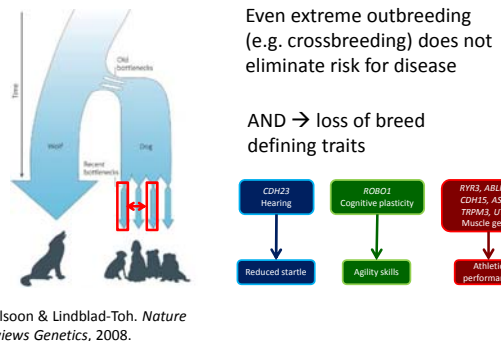 Even extreme outbreeding
(e.g. crossbreeding) does not
eliminate risk for disease
AND → loss of breed
defining traits
Time
Old
bottlenecks
Wolf
Dog
Recent
bottlenecks
CDH23
Hearing
Reduced startle
ROBO1
Cognitive plasticity
Agility skills
RYR3, ABL
CDH15, AS
TRPM3, U
Muscle ge
Athleti
performa
lsoon & Lindblad-Toh. Nature
views Genetics, 2008.